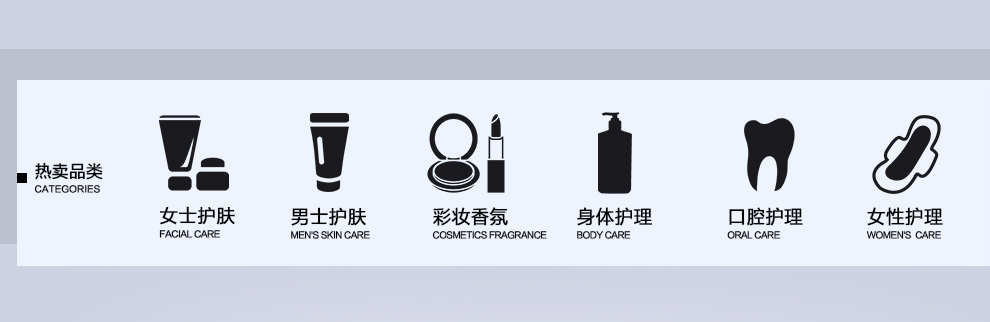 热卖品类
CATEGORIES
女士护肤
FACIAL CARE
男士护肤
MEN'S SKIN CARE
彩妆香氛
COSMETICS FRAGRANCE
身体护理
BODY CARE
口腔护理
ORAL CARE
女性护理
WOMEN'S CARE